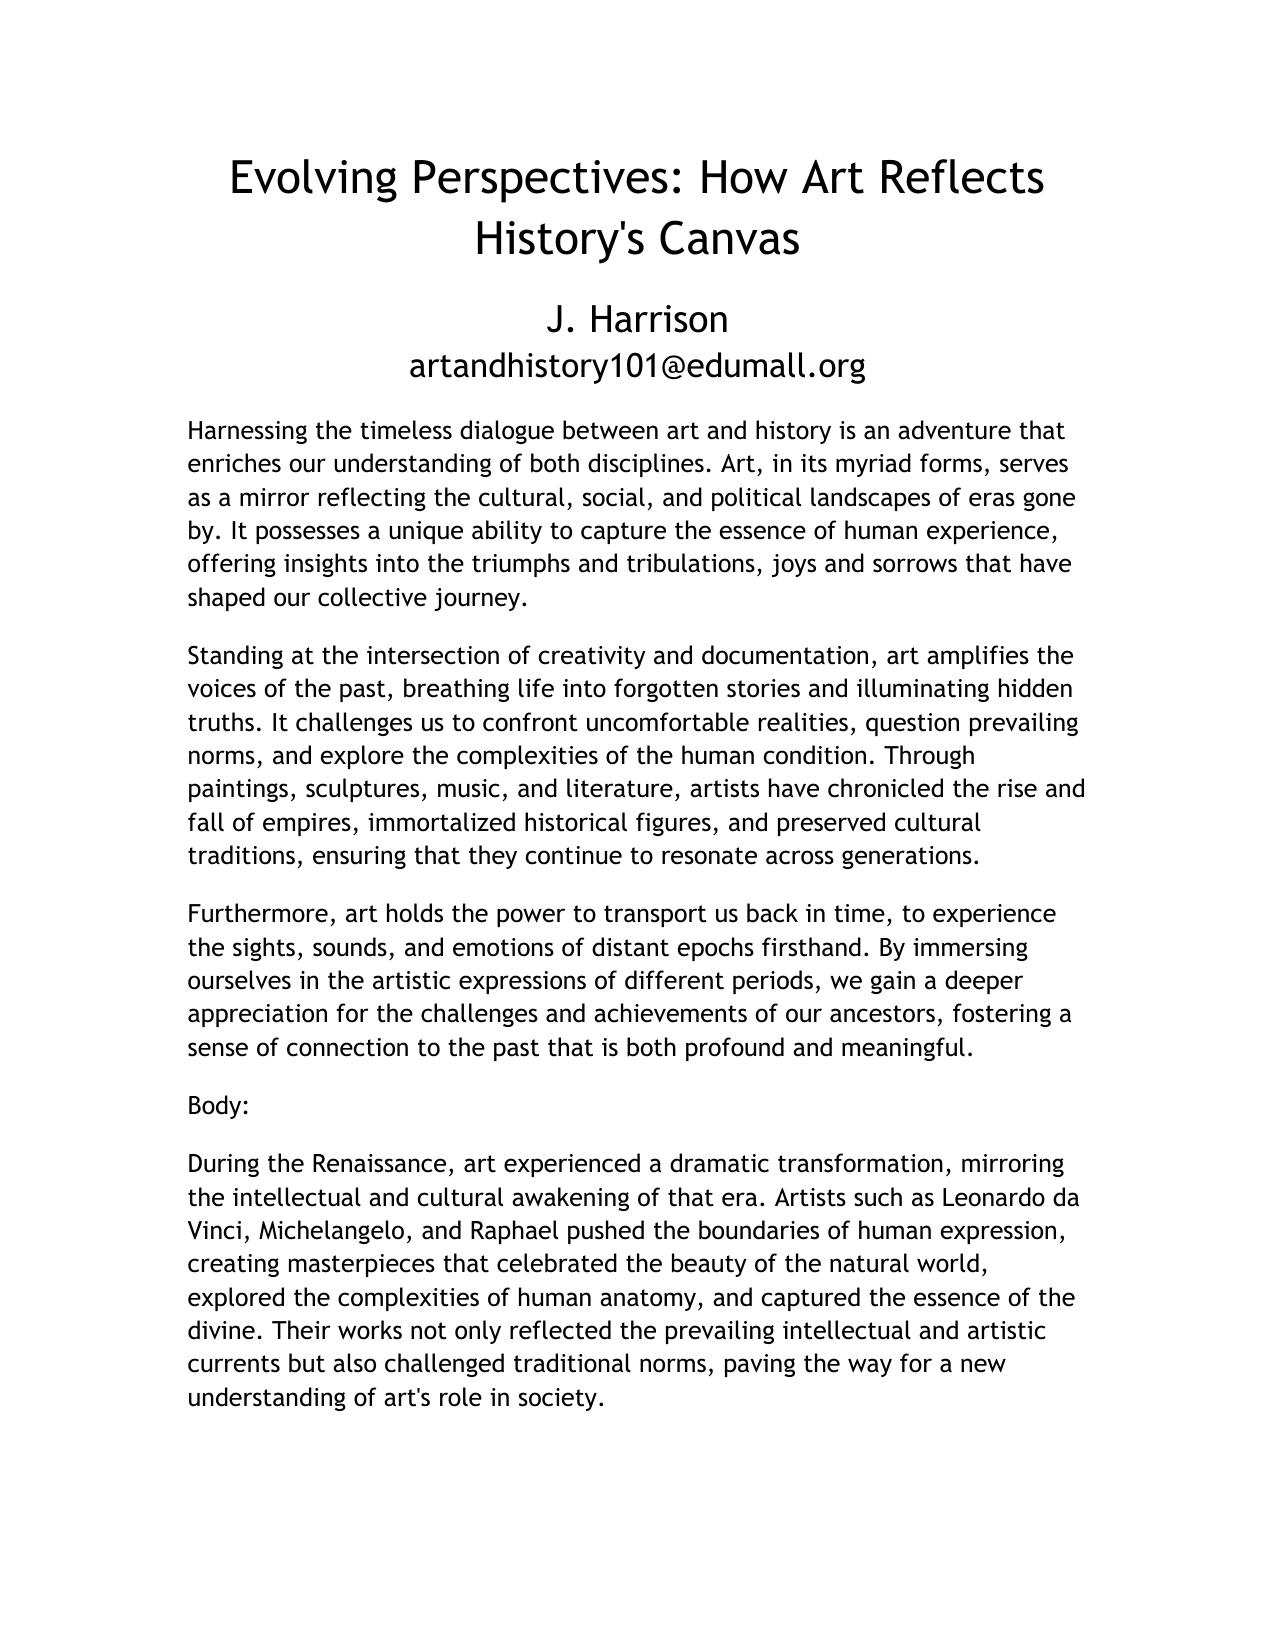 Evolving Perspectives: How Art Reflects
History's Canvas
J. Harrison
artandhistory101@edumall.org
Harnessing the timeless dialogue between art and history is an adventure that
enriches our understanding of both disciplines. Art, in its myriad forms, serves
as a mirror reflecting the cultural, social, and political landscapes of eras gone
by. It possesses a unique ability to capture the essence of human experience,
offering insights into the triumphs and tribulations, joys and sorrows that have
shaped our collective journey.
Standing at the intersection of creativity and documentation, art amplifies the
voices of the past, breathing life into forgotten stories and illuminating hidden
truths. It challenges us to confront uncomfortable realities, question prevailing
norms, and explore the complexities of the human condition. Through
paintings, sculptures, music, and literature, artists have chronicled the rise and
fall of empires, immortalized historical figures, and preserved cultural
traditions, ensuring that they continue to resonate across generations.
Furthermore, art holds the power to transport us back in time, to experience
the sights, sounds, and emotions of distant epochs firsthand. By immersing
ourselves in the artistic expressions of different periods, we gain a deeper
appreciation for the challenges and achievements of our ancestors, fostering a
sense of connection to the past that is both profound and meaningful.
Body:
During the Renaissance, art experienced a dramatic transformation, mirroring
the intellectual and cultural awakening of that era. Artists such as Leonardo da
Vinci, Michelangelo, and Raphael pushed the boundaries of human expression,
creating masterpieces that celebrated the beauty of the natural world,
explored the complexities of human anatomy, and captured the essence of the
divine. Their works not only reflected the prevailing intellectual and artistic
currents but also challenged traditional norms, paving the way for a new
understanding of art's role in society.